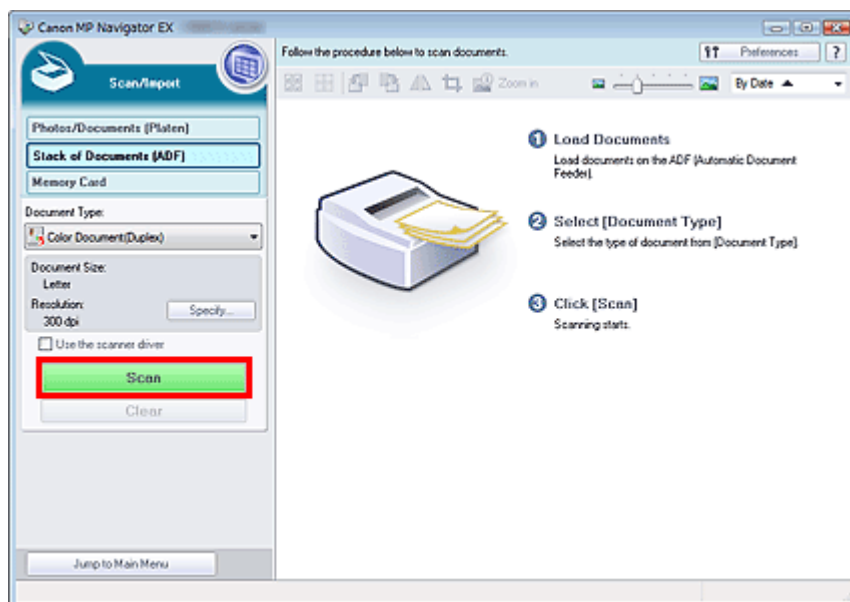 Canon MP Navigator EX
Scan/Import
Follow the procedure below to scan documents.
Preferences
?
Zoom in
By Date
Photos/Documents (Platen)
Stack of Documents (ADF)
Memory Card
Document Type:
Color Document(Duplex)
Document Size:
Letter
Resolution:
300 dpi
Specify...
Use the scanner driver
Scan
Clear
Jump to Main Menu
1 Load Documents
Load documents on the ADF (Automatic Document
Feeder).
2 Select [Document Type]
Select the type of document from [Document Type].
3 Click [Scan]
Scanning starts.